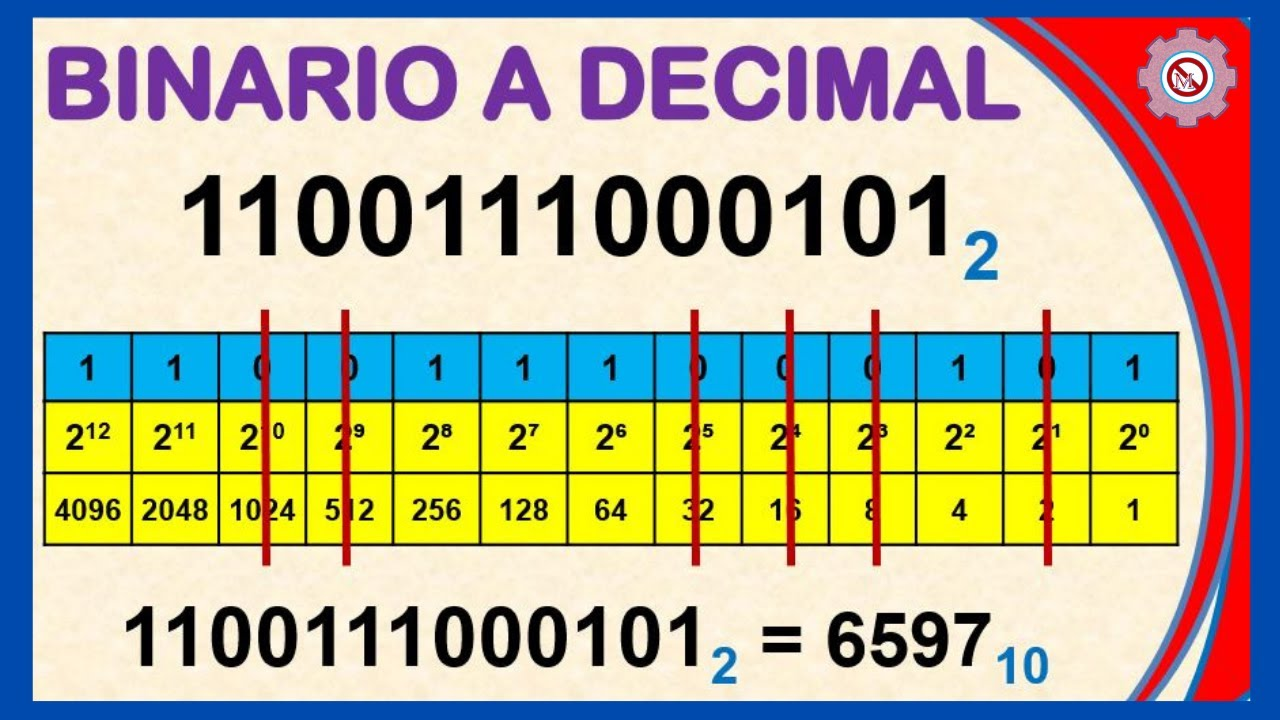 BINARIO A DECIMAL
M
1100111000101₂
1 1 0 0 1 1 1 0 0 0 1 0 1
2¹² 2¹¹ 2¹⁰ 2⁹ 2⁸ 2⁷ 2⁶ 2⁵ 2⁴ 2³ 2² 2¹ 2⁰
4096 2048 1024 512 256 128 64 32 16 8 4 2 1
1100111000101₂ = 6597₁₀